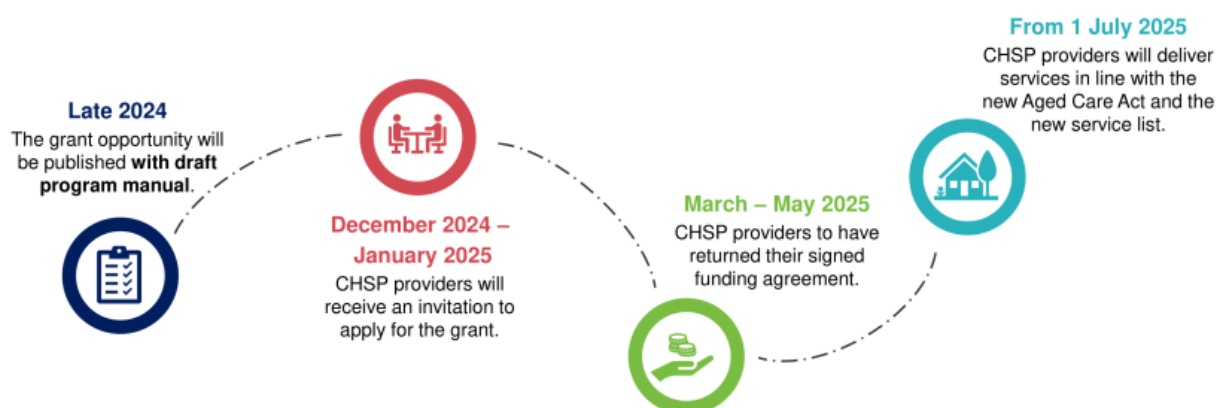 Late 2024
The grant opportunity will
be published with draft
program manual.
December 2024 –
January 2025
CHSP providers will
receive an invitation to
apply for the grant.
March – May 2025
CHSP providers to have
returned their signed
funding agreement.
From 1 July 2025
CHSP providers will deliver
services in line with the
new Aged Care Act and the
new service list.